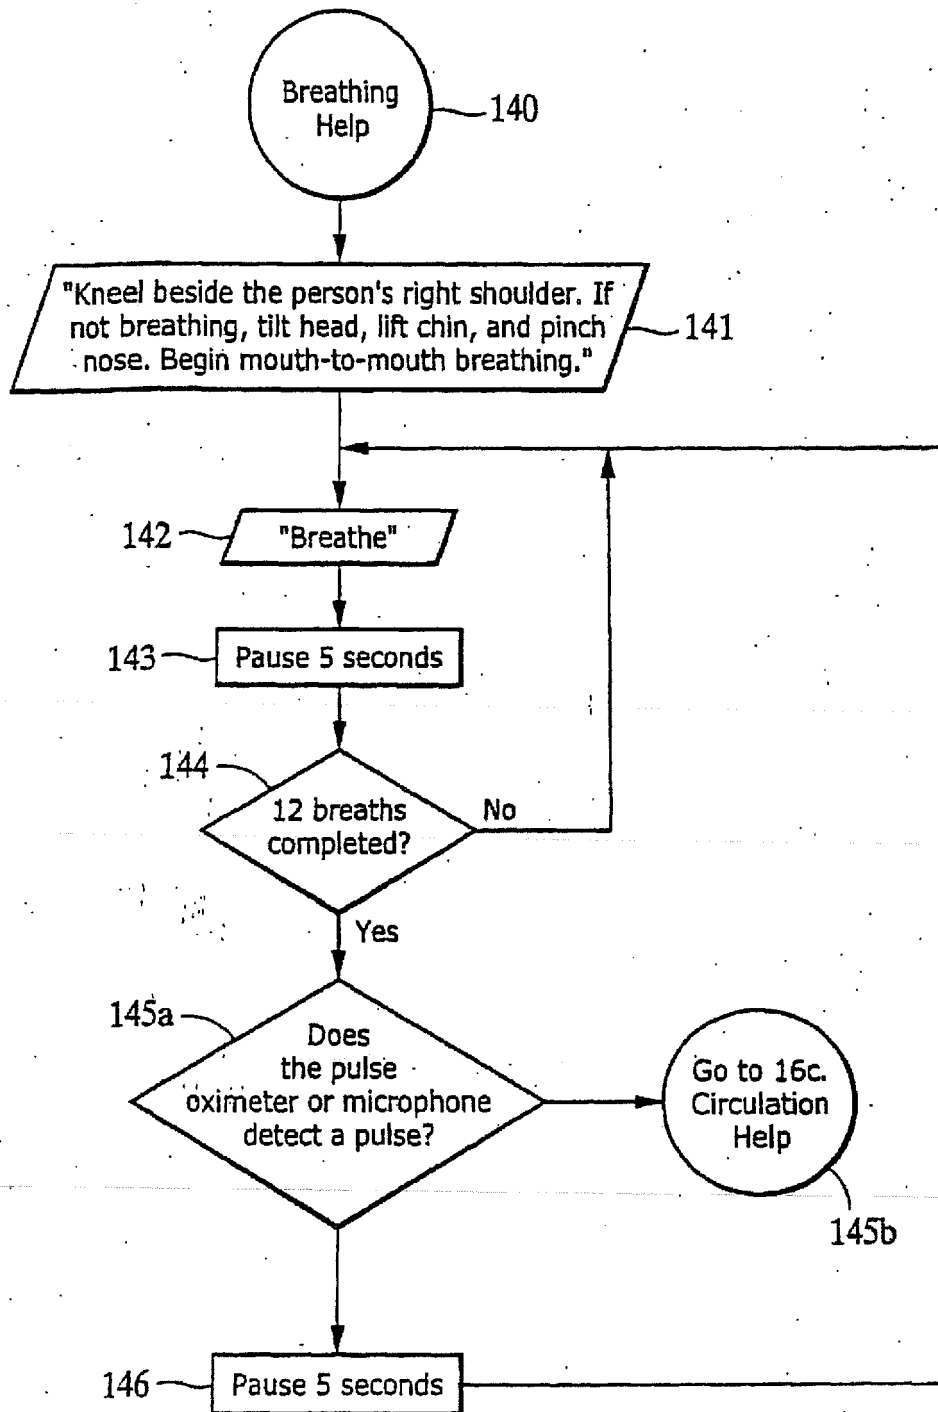 Breathing
Help
140
"Kneel beside the person's right shoulder. If
not breathing, tilt head, lift chin, and pinch
nose. Begin mouth-to-mouth breathing."
141
142
"Breathe"
143
Pause 5 seconds
144
12 breaths
completed?
No
Yes
145a
Does
the pulse
oximeter or microphone
detect a pulse?
Go to 16c.
Circulation
Help
145b
146
Pause 5 seconds